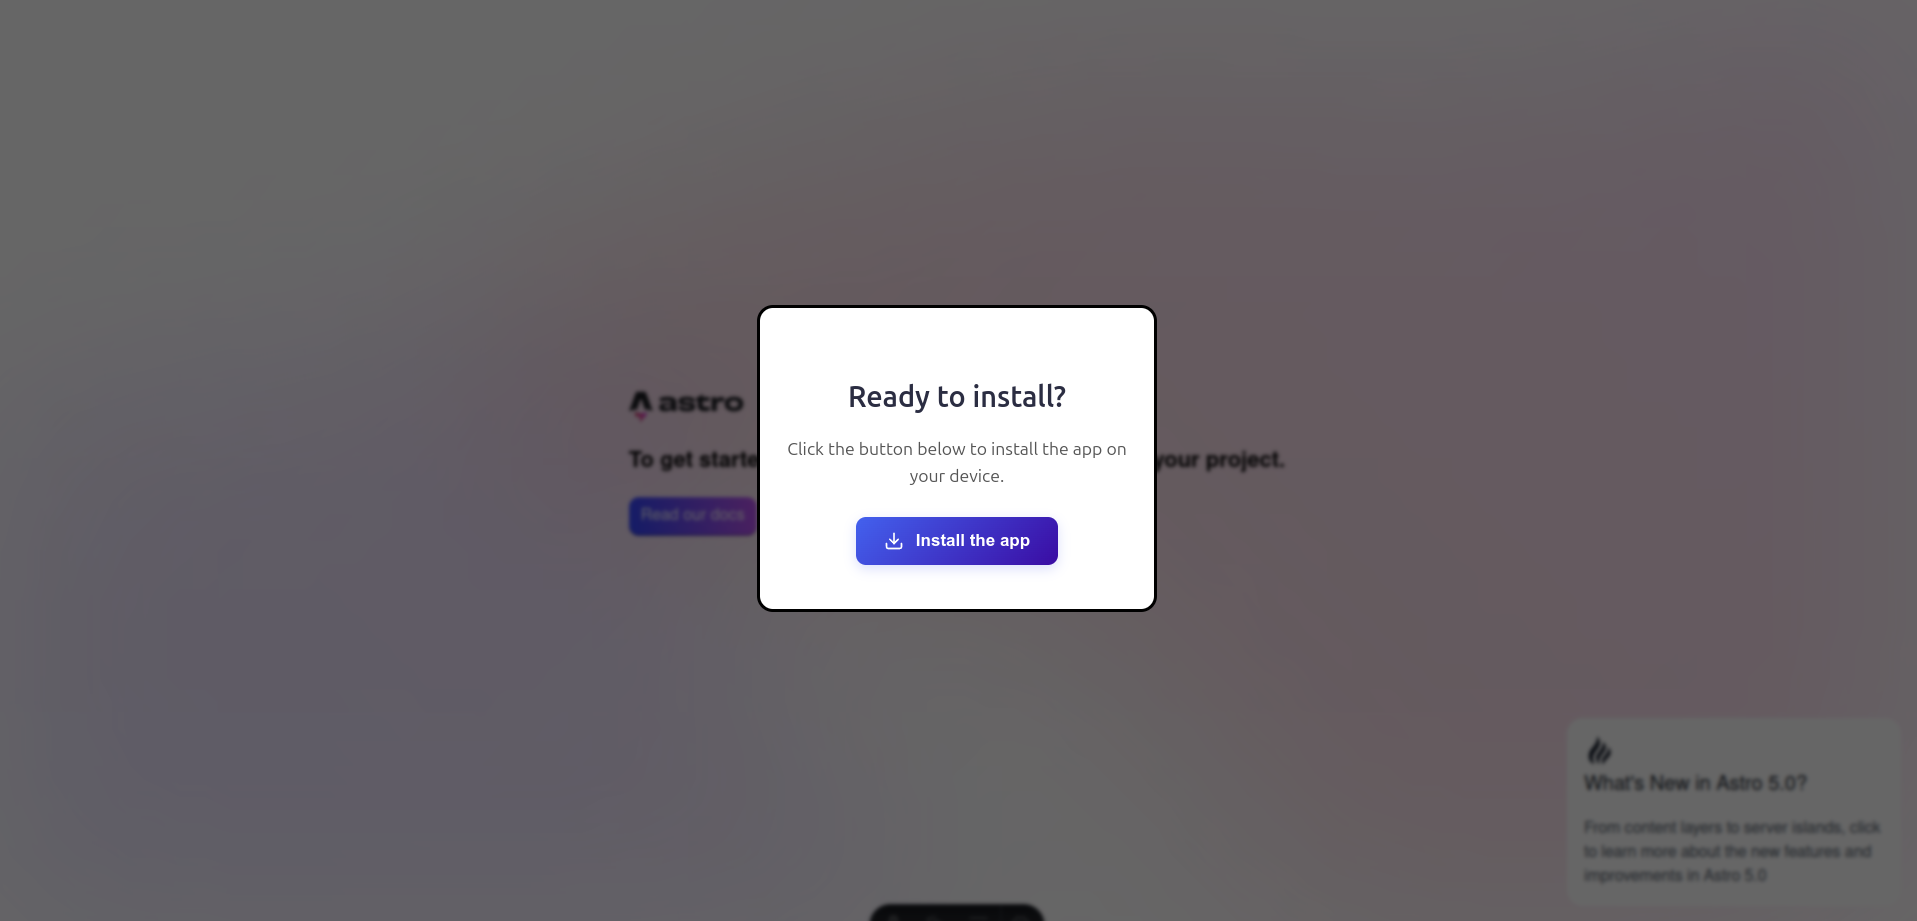 Ready to install?
Click the button below to install the app on
your device.
Install the app
astro
To get starte
your project.
Read our docs
What's New in Astro 5.0?
From content layers to server islands, click
to learn more about the new features and
improvements in Astro 5.0